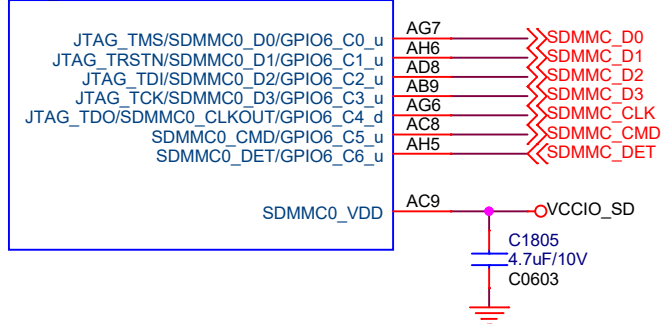 JTAG_TMS/SDMMC0_D0/GPIO6_C0_u AG7 SDMMC_D0
JTAG_TRSTN/SDMMC0_D1/GPIO6_C1_u AH6 SDMMC_D1
JTAG_TDI/SDMMC0_D2/GPIO6_C2_u AD8 SDMMC_D2
JTAG_TCK/SDMMC0_D3/GPIO6_C3_u AB9 SDMMC_D3
JTAG_TDO/SDMMC0_CLKOUT/GPIO6_C4_d AG6 SDMMC_CLK
SDMMC0_CMD/GPIO6_C5_u AC8 SDMMC_CMD
SDMMC0_DET/GPIO6_C6_u AH5 SDMMC_DET
SDMMC0_VDD AC9 VCCIO_SD
C1805
4.7uF/10V
C0603